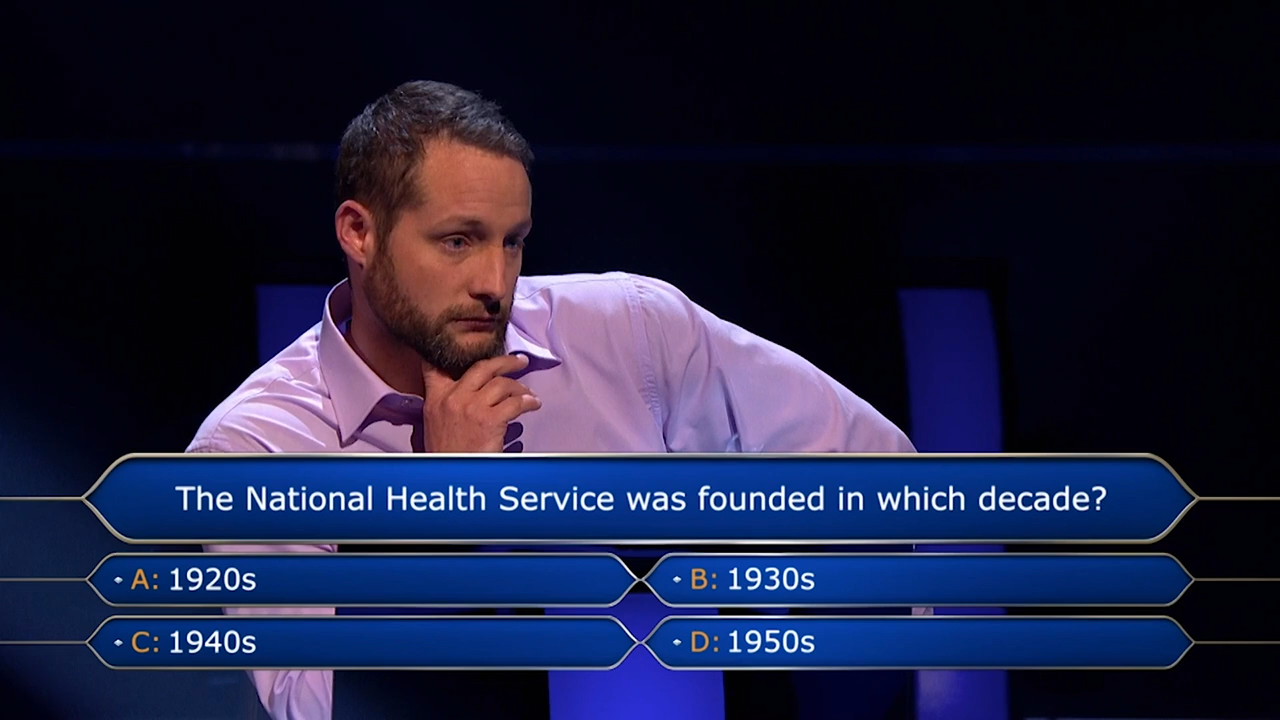 The National Health Service was founded in which decade?
A: 1920s
B: 1930s
C: 1940s
D: 1950s